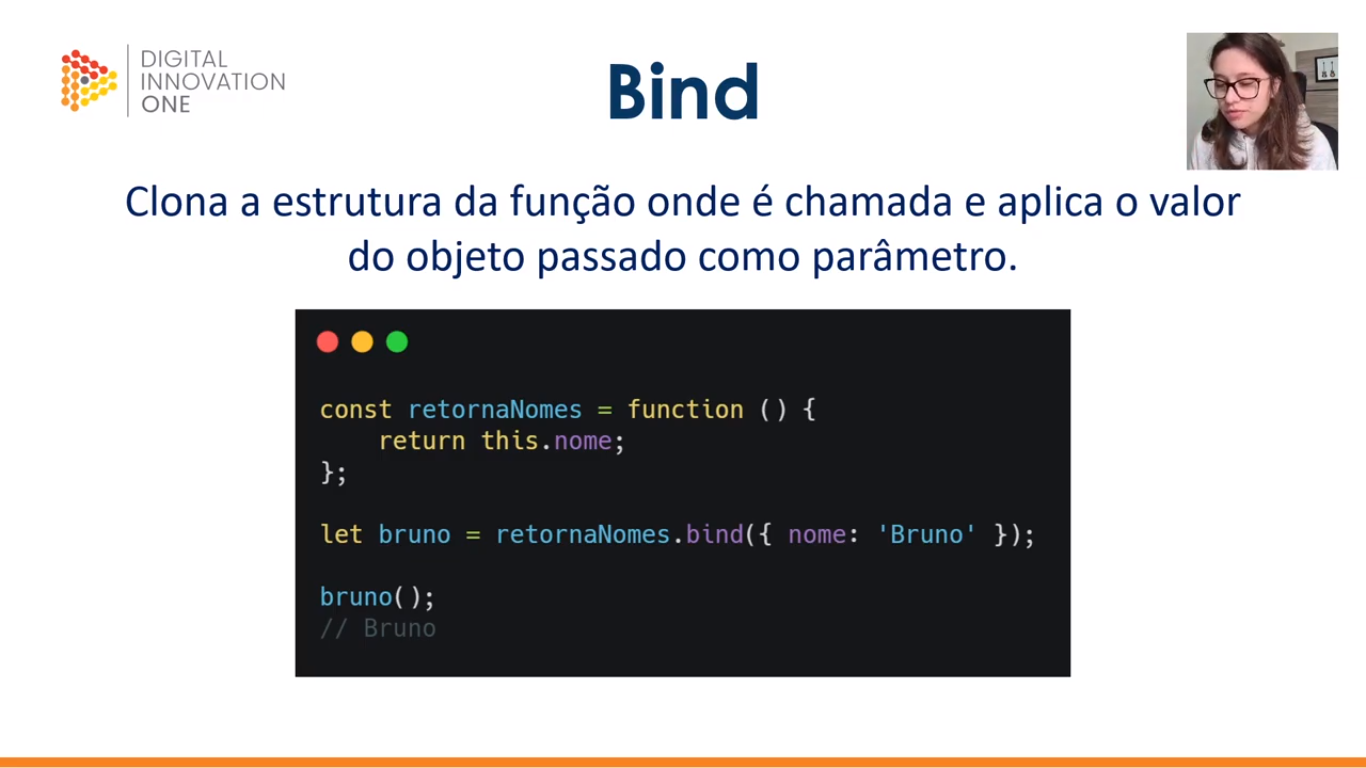 DIGITAL
INNOVATION
ONE
Bind
Clona a estrutura da função onde é chamada e aplica o valor
do objeto passado como parâmetro.
const retornaNomes = function () {
    return this.nome;
};
let bruno = retornaNomes.bind({ nome: 'Bruno' });
bruno();
// Bruno